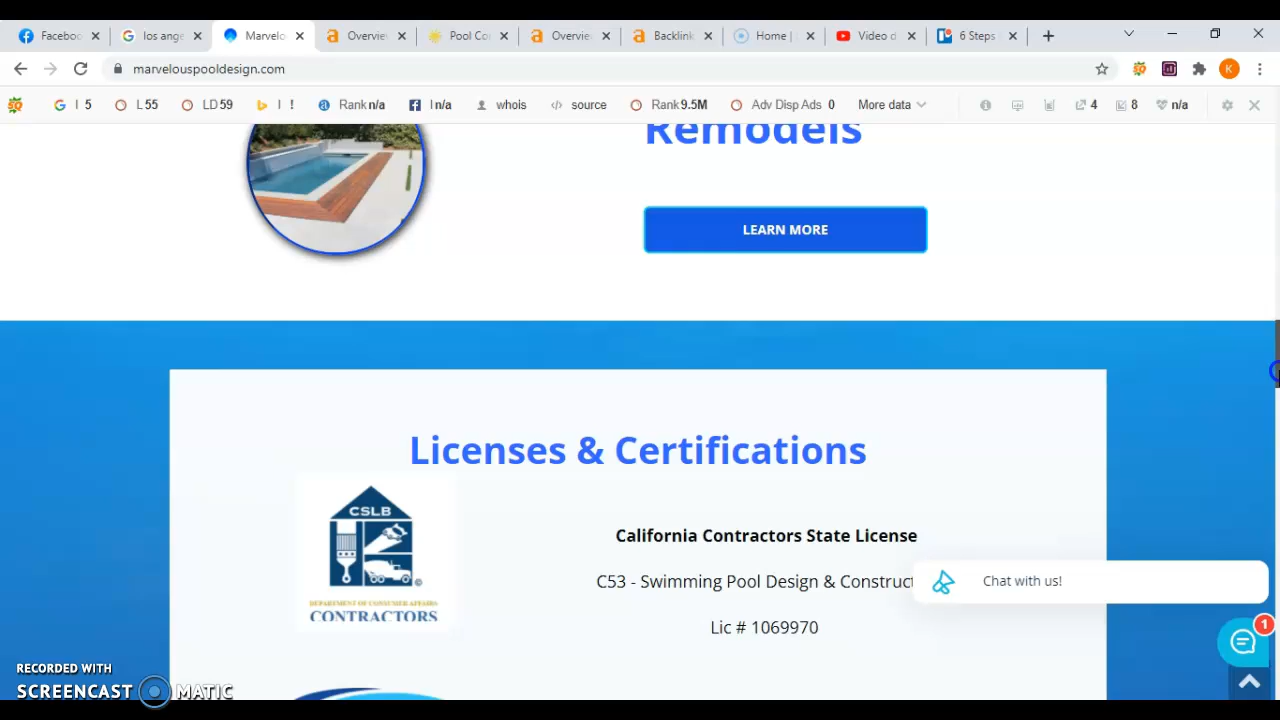 Faceboo
los ange
Marvelo
Overvie
Pool Co
Overvie
Backlink
Home |
Video d
6 Steps
marvelouspooldesign.com
K
SQ
I 5
L 55
LD 59
I !
Rank n/a
I n/a
whois
source
Rank 9.5M
Adv Disp Ads 0
More data
4
8
n/a
Remodels
LEARN MORE
Licenses & Certifications
CSLB
DEPARTMENT OF CONSUMER AFFAIRS
CONTRACTORS
California Contractors State License
C53 - Swimming Pool Design & Construct
Lic # 1069970
Chat with us!
1
RECORDED WITH
SCREENCAST MATIC